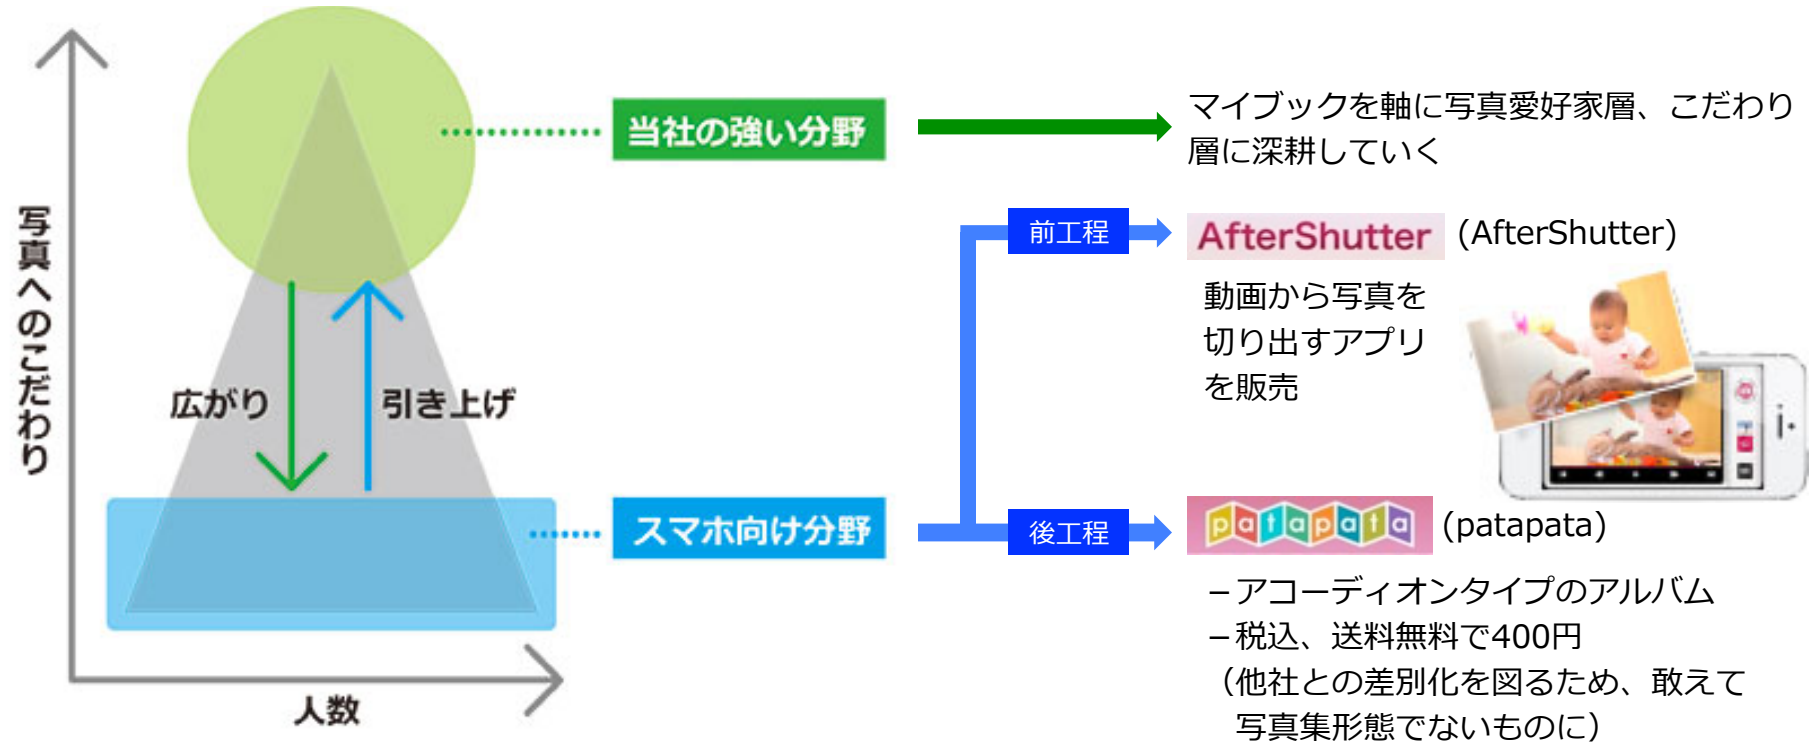 写真へのこだわり
人数
広がり
引き上げ
当社の強い分野
マイブックを軸に写真愛好家層、こだわり
層に深耕していく
スマホ向け分野
前工程
AfterShutter (AfterShutter)
動画から写真を
切り出すアプリ
を販売
後工程
patapata (patapata)
－アコーディオンタイプのアルバム
－税込、送料無料で400円
（他社との差別化を図るため、敢えて
写真集形態でないものに）